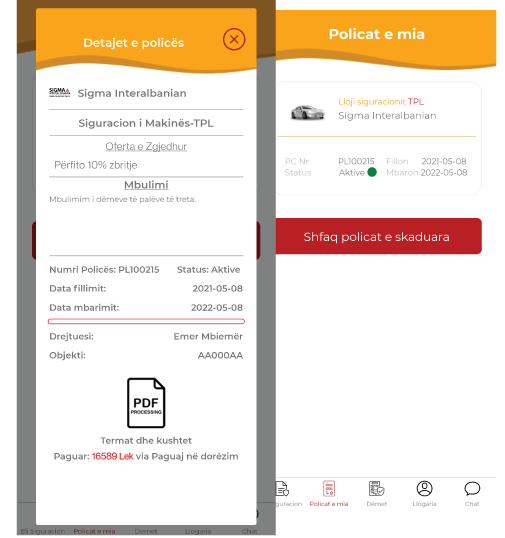 Detajet e policës
SIGMA
Sigma Interalbanian
Siguracion i Makinës-TPL
Oferta e Zgjedhur
Përfito 10% zbritje
Mbulimi
Mbulimim i dëmeve të palëve të treta.
Numri Policës: PL100215 Status: Aktive
Data fillimit: 2021-05-08
Data mbarimit: 2022-05-08
Drejtuesi: Emer Mbiemër
Objekti: AA000AA
PDF
PROCESSING
Termat dhe kushtet
Paguar: 16589 Lek via Paguaj në dorëzim
Bli Siguracion Policat e mia Dëmet Llogaria Chat
Policat e mia
Lloji siguracionit TPL
Sigma Interalbanian
PC Nr PL100215 Fillon 2021-05-08
Status Aktive Mbaron 2022-05-08
Shfaq policat e skaduara
guracion Policat e mia Dëmet Llogaria Chat